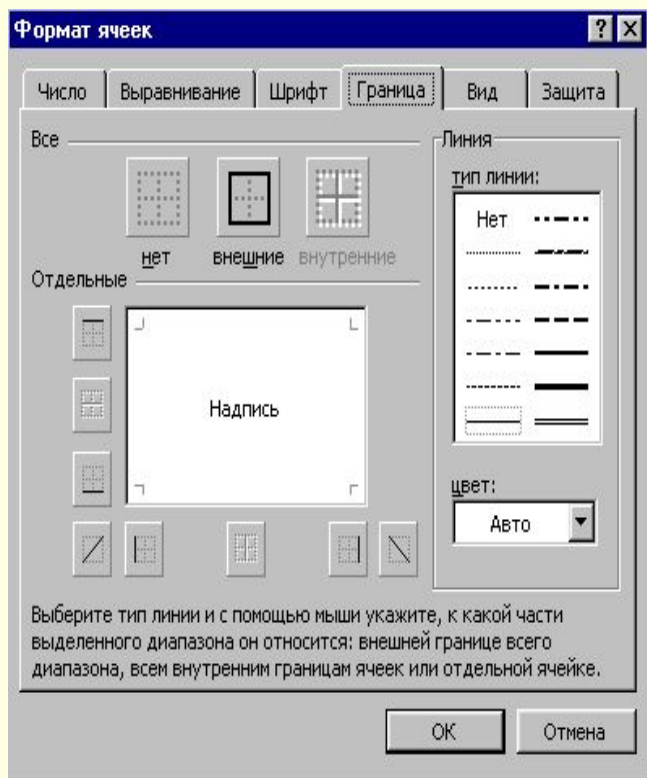 Формат ячеек
Число Выравнивание Шрифт Граница Вид Защита
Все
нет внешние внутренние
Отдельные
Надпись
Линия
тип линии:
Нет
цвет:
Авто
Выберите тип линии и с помощью мыши укажите, к какой части
выделенного диапазона он относится: внешней границе всего
диапазона, всем внутренним границам ячеек или отдельной ячейке.
ОК Отмена